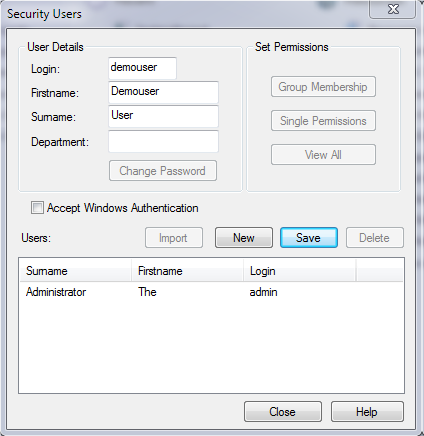 Security Users
User Details
Login: demouser
Firstname: Demouser
Surname: User
Department:
Change Password
Set Permissions
Group Membership
Single Permissions
View All
Accept Windows Authentication
Users: Import New Save Delete
Surname Firstname Login
Administrator The admin
Close Help